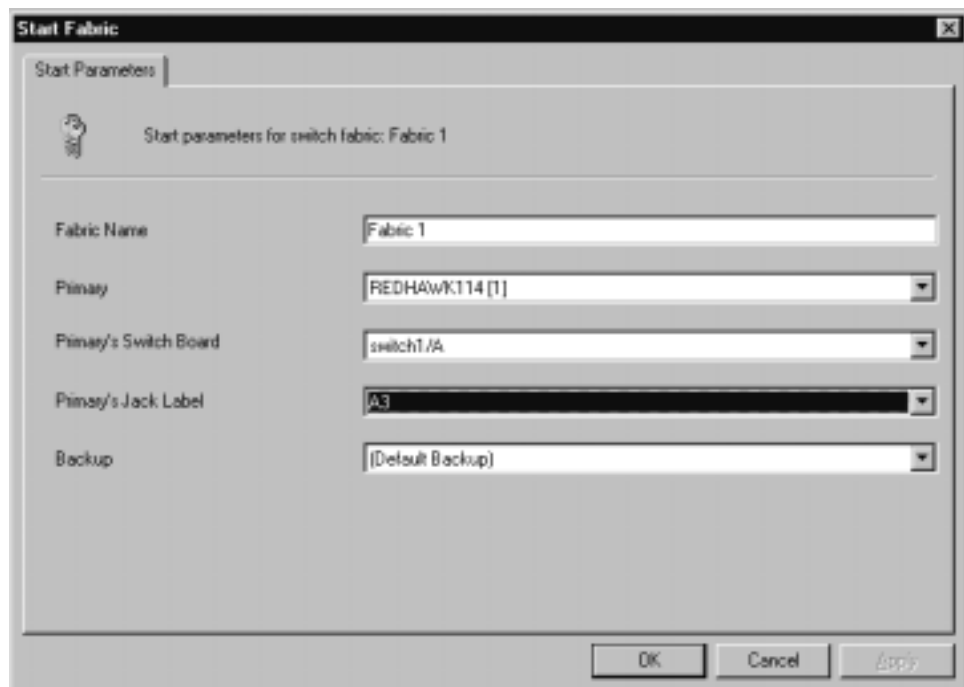 Start Fabric
Start Parameters
Start parameters for switch fabric: Fabric 1
Fabric Name
Fabric 1
Primary
REDHAWK114 [1]
Primary's Switch Board
switch1/A
Primary's Jack Label
A3
Backup
(Default Backup)
OK Cancel Apply